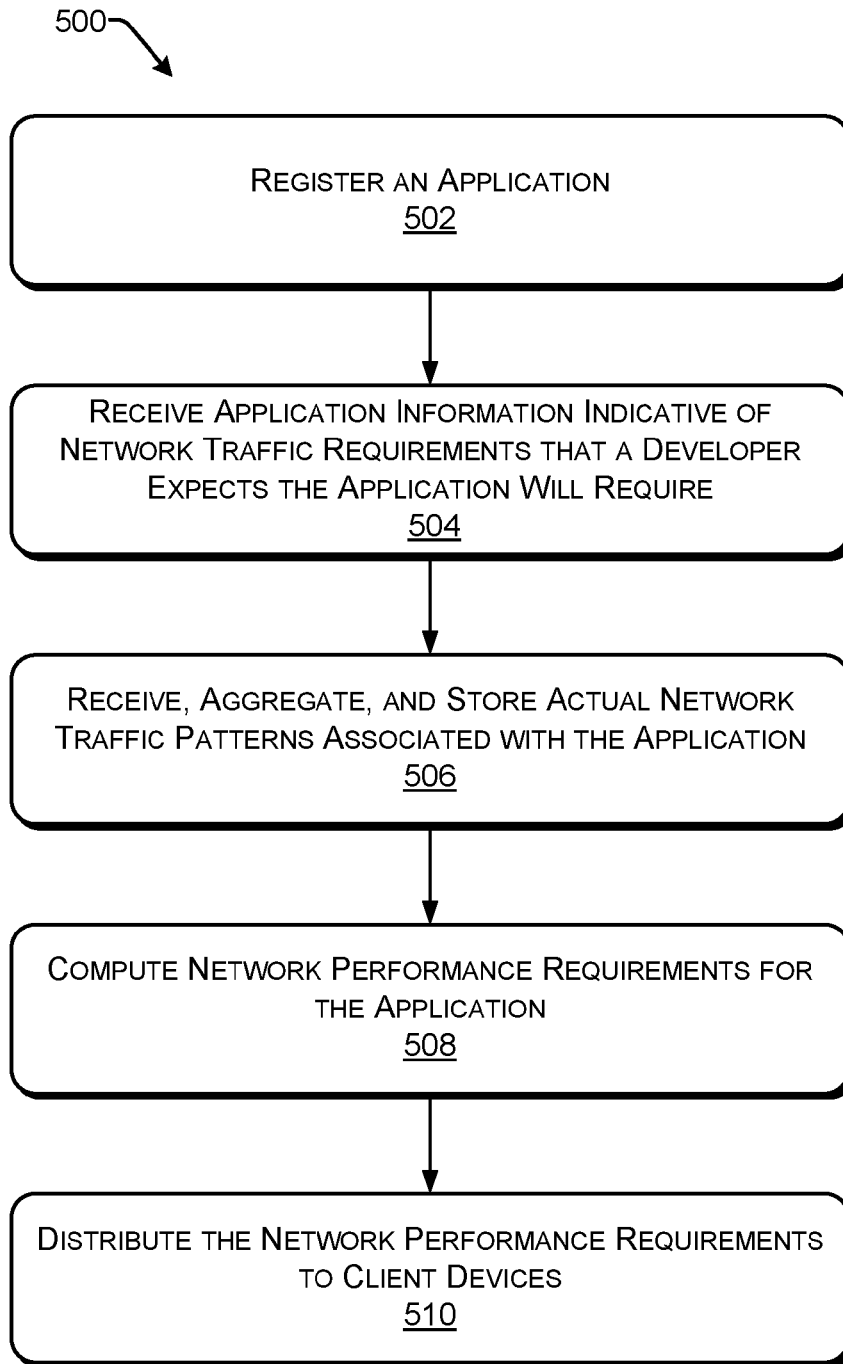 500
REGISTER AN APPLICATION
502
RECEIVE APPLICATION INFORMATION INDICATIVE OF
NETWORK TRAFFIC REQUIREMENTS THAT A DEVELOPER
EXPECTS THE APPLICATION WILL REQUIRE
504
RECEIVE, AGGREGATE, AND STORE ACTUAL NETWORK
TRAFFIC PATTERNS ASSOCIATED WITH THE APPLICATION
506
COMPUTE NETWORK PERFORMANCE REQUIREMENTS FOR
THE APPLICATION
508
DISTRIBUTE THE NETWORK PERFORMANCE REQUIREMENTS
TO CLIENT DEVICES
510